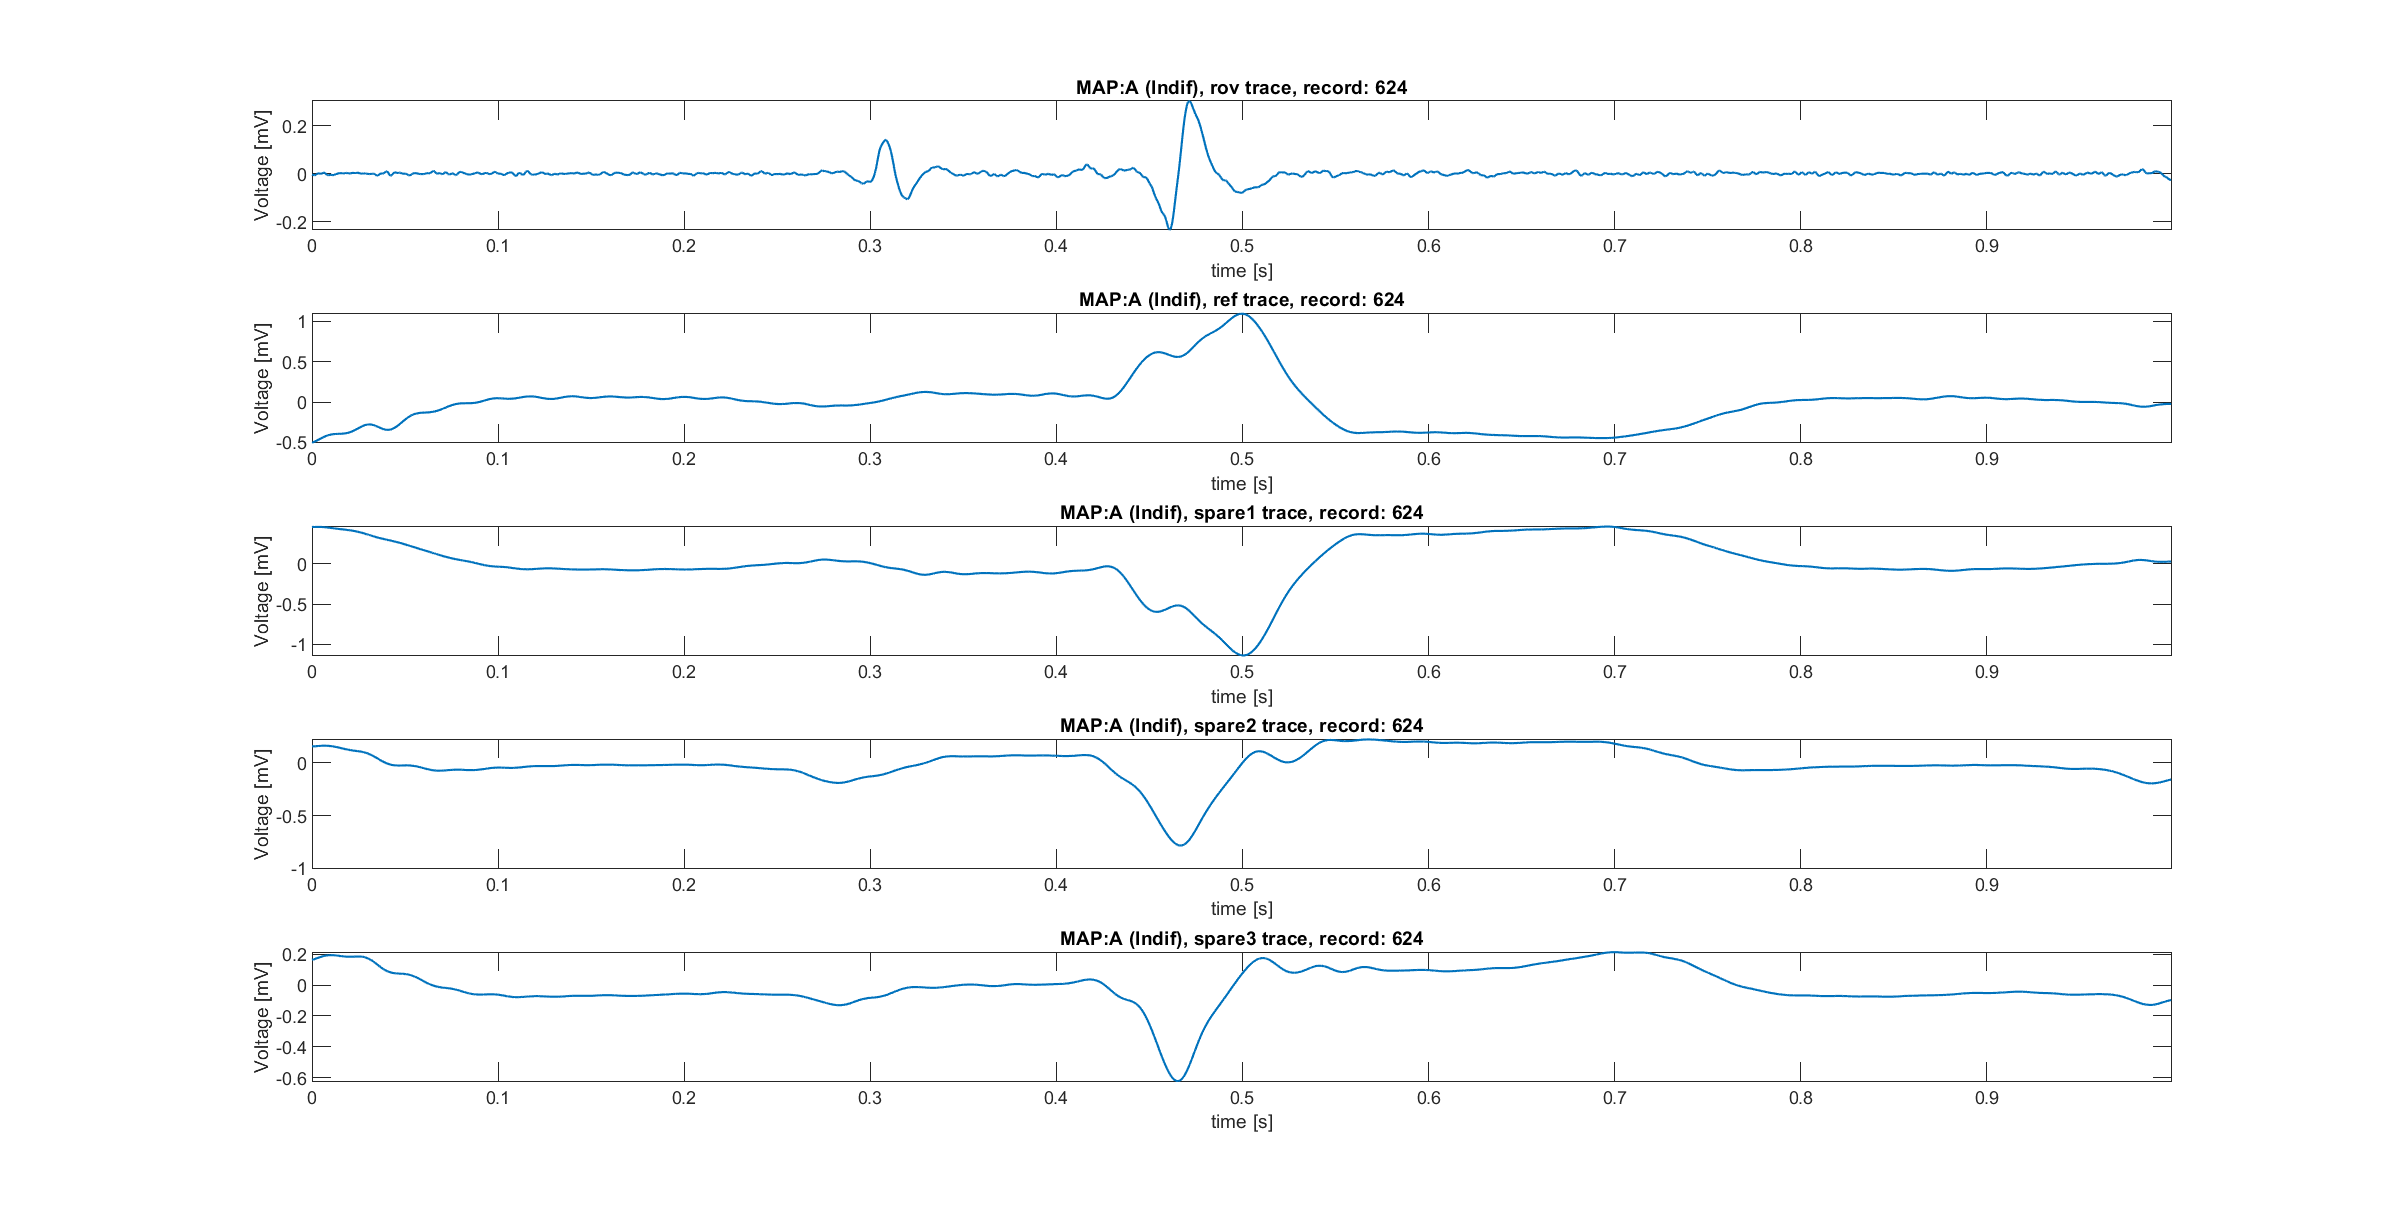 MAP:A (Indif), rov trace, record: 624
Voltage [mV]
0.2
0
-0.2
0 0.1 0.2 0.3 0.4 0.5 0.6 0.7 0.8 0.9
time [s]
MAP:A (Indif), ref trace, record: 624
Voltage [mV]
1
0.5
0
-0.5
0 0.1 0.2 0.3 0.4 0.5 0.6 0.7 0.8 0.9
time [s]
MAP:A (Indif), spare1 trace, record: 624
Voltage [mV]
0
-0.5
-1
0 0.1 0.2 0.3 0.4 0.5 0.6 0.7 0.8 0.9
time [s]
MAP:A (Indif), spare2 trace, record: 624
Voltage [mV]
0
-0.5
-1
0 0.1 0.2 0.3 0.4 0.5 0.6 0.7 0.8 0.9
time [s]
MAP:A (Indif), spare3 trace, record: 624
Voltage [mV]
0.2
0
-0.2
-0.4
-0.6
0 0.1 0.2 0.3 0.4 0.5 0.6 0.7 0.8 0.9
time [s]